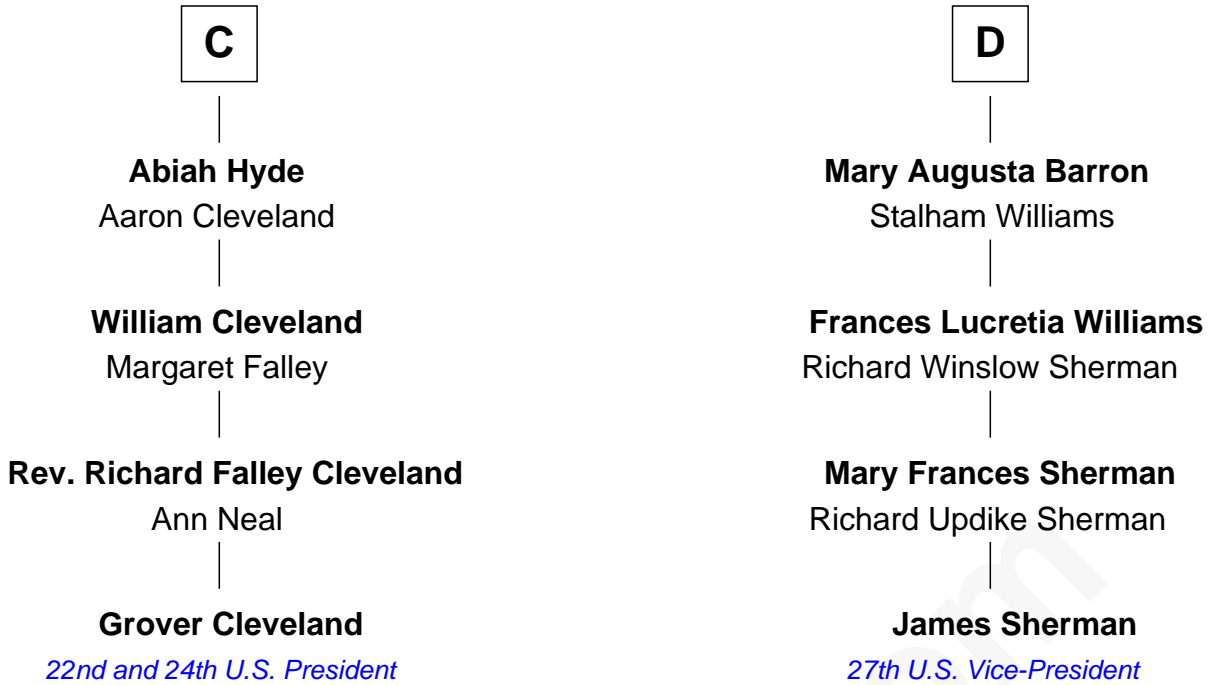 C
Abiah Hyde
Aaron Cleveland
William Cleveland
Margaret Falley
Rev. Richard Falley Cleveland
Ann Neal
Grover Cleveland
22nd and 24th U.S. President
D
Mary Augusta Barron
Stalham Williams
Frances Lucretia Williams
Richard Winslow Sherman
Mary Frances Sherman
Richard Updike Sherman
James Sherman
27th U.S. Vice-President